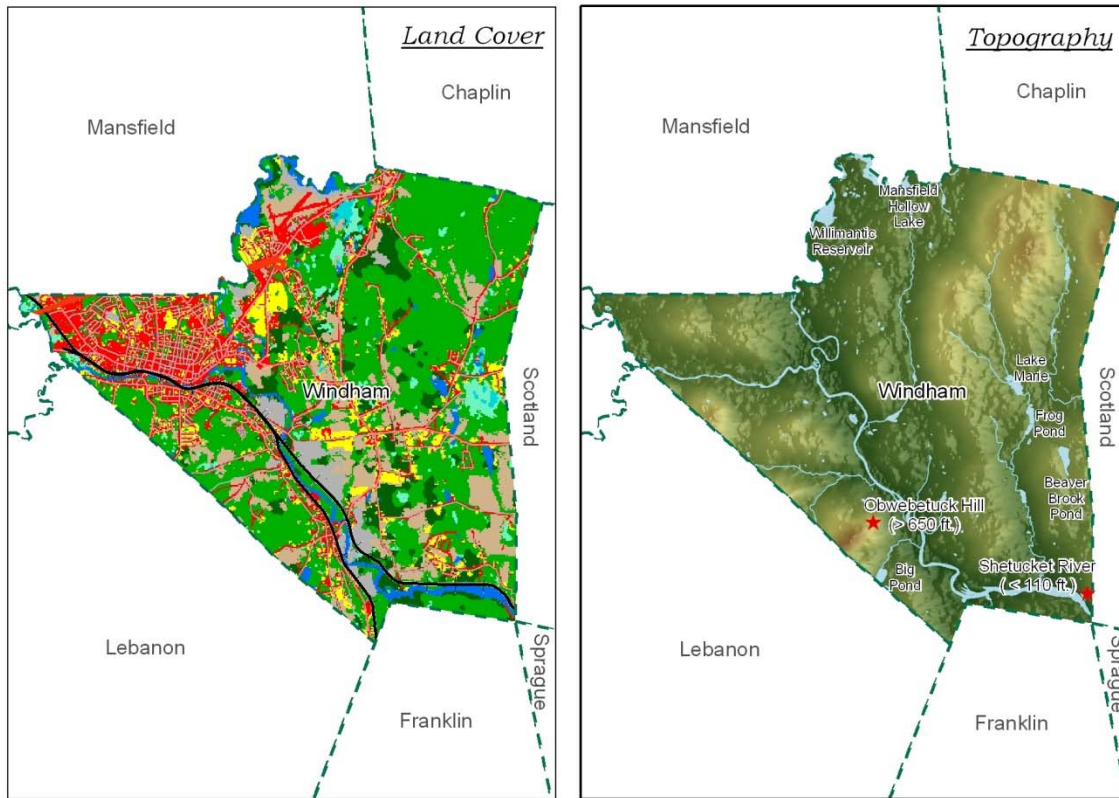 Land Cover
Chaplin
Mansfield
Windham
Scotland
Lebanon
Sprague
Franklin
Topography
Chaplin
Mansfield
Mansfield
Hollow
Lake
Willimantic
Reservoir
Lake
Marie
Windham
Scotland
Frog
Pond
Beaver
Brook
Pond
Obwebetuck Hill
(> 650 ft.)
Big
Pond
Shetucket River
( < 110 ft.)
Lebanon
Sprague
Franklin